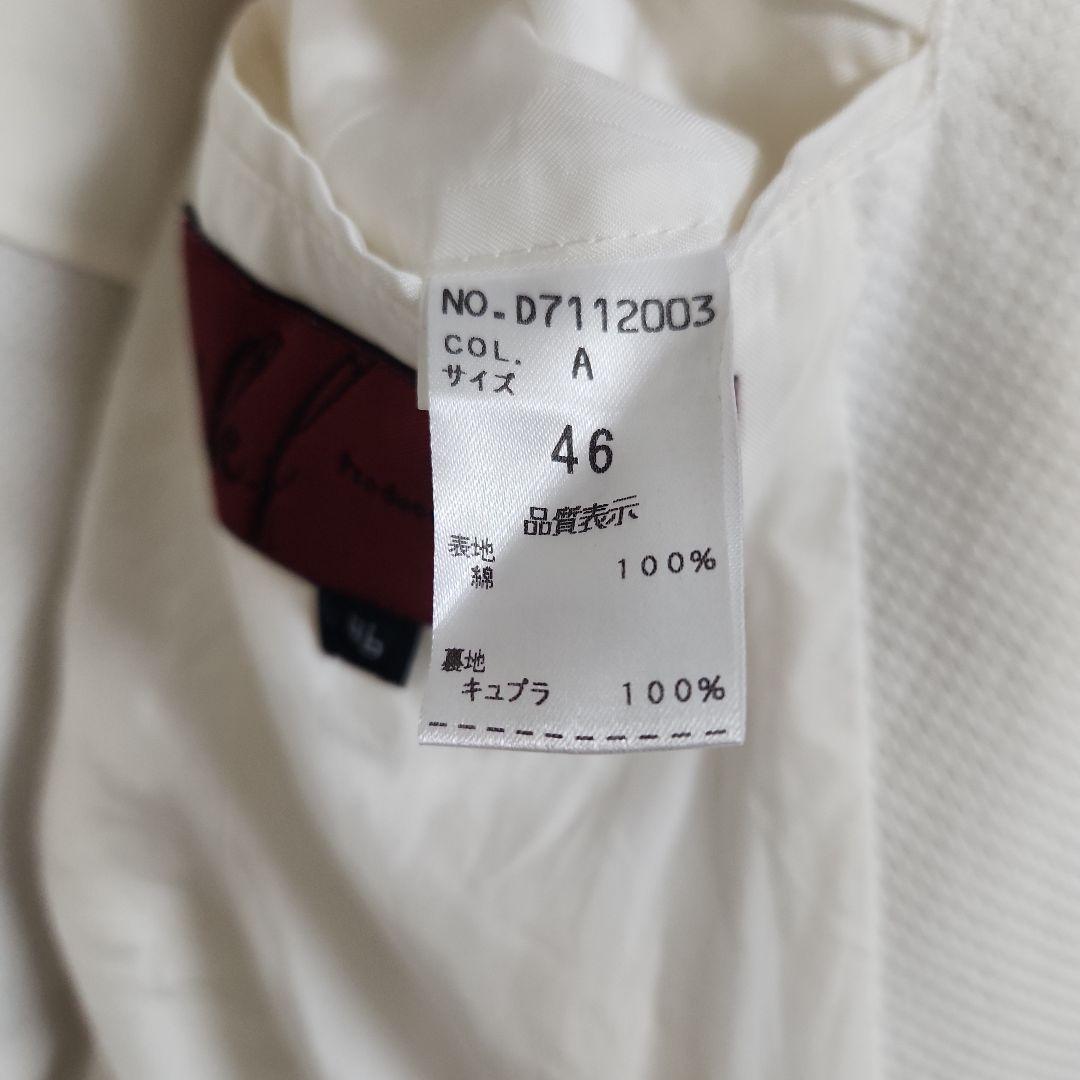 NO.D7112003
COL. A
サイズ
46
品質表示
表地
綿 100%
裏地
キュプラ 100%
46